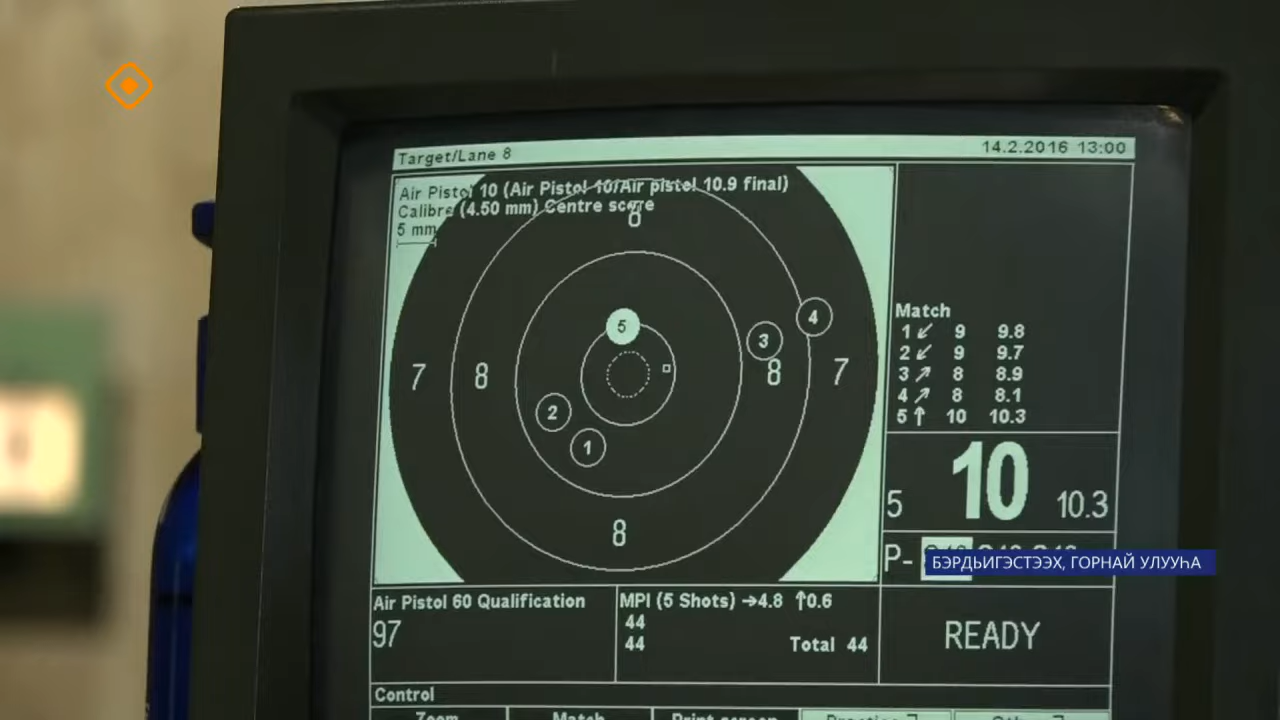 Target/Lane 8
14.2.2016 13:00
Air Pistol 10 (Air Pistol 10/Air pistol 10.9 final)
Calibre (4.50 mm) Centre score
5 mm
8
5
4
3
7
8
8
7
2
1
8
Match
1 ↙ 9 9.8
2 ↙ 9 9.7
3 ↗ 8 8.9
4 ↗ 8 8.1
5 ↑ 10 10.3
5 10 10.3
P-
БЭРДЬИГЭСТЭЭХ, ГОРНАЙ УЛУУҺА
Air Pistol 60 Qualification
97
MPI (5 Shots) →4.8 ↑0.6
44
44 Total 44
READY
Control
Zoom Match Print screen